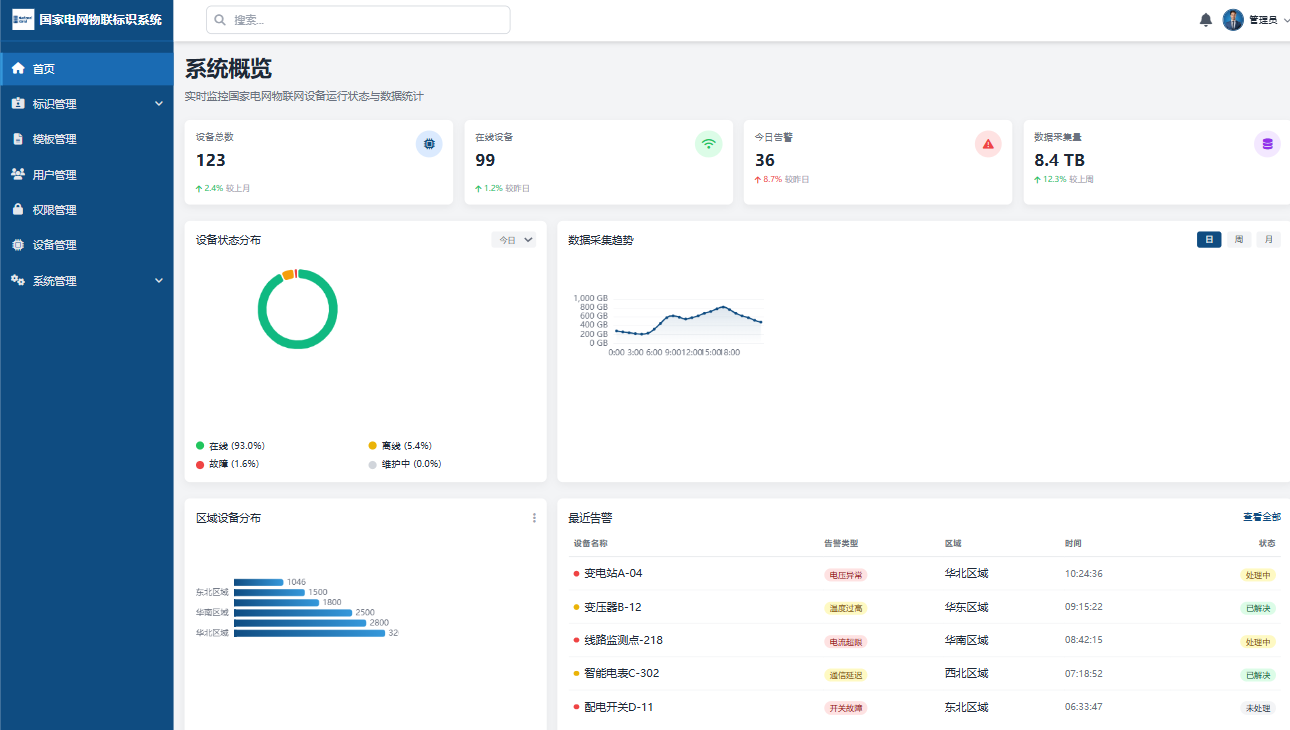 国家电网物联标识系统
搜索...
管理员
首页
标识管理
模板管理
用户管理
权限管理
设备管理
系统管理
系统概览
实时监控国家电网物联网设备运行状态与数据统计
设备总数
123
2.4% 较上月
在线设备
99
1.2% 较昨日
今日告警
36
8.7% 较昨日
数据采集量
8.4 TB
12.3% 较上周
设备状态分布
今日
在线 (93.0%)
离线 (5.4%)
故障 (1.6%)
维护中 (0.0%)
数据采集趋势
日 周 月
1,000 GB
800 GB
600 GB
400 GB
200 GB
0 GB
0:00 3:00 6:00 9:00 12:00 15:00 18:00
区域设备分布
1046
东北区域 1500
1800
华南区域 2500
2800
华北区域 32
最近告警 查看全部
设备名称 告警类型 区域 时间 状态
变电站A-04 电压异常 华北区域 10:24:36 处理中
变压器B-12 温度过高 华东区域 09:15:22 已解决
线路监测点-218 电流超限 华南区域 08:42:15 处理中
智能电表C-302 通信延迟 西北区域 07:18:52 已解决
配电开关D-11 开关故障 东北区域 06:33:47 未处理